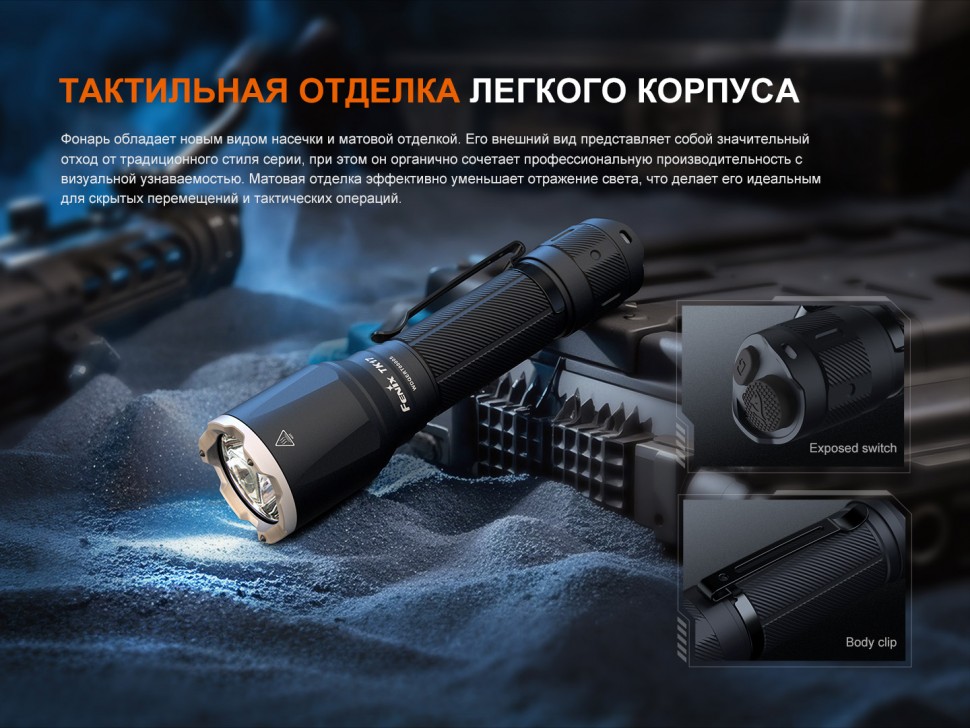 ТАКТИЛЬНАЯ ОТДЕЛКА ЛЕГКОГО КОРПУСА
Фонарь обладает новым видом насечки и матовой отделкой. Его внешний вид представляет собой значительный
отход от традиционного стиля серии, при этом он органично сочетает профессиональную производительность с
визуальной узнаваемостью. Матовая отделка эффективно уменьшает отражение света, что делает его идеальным
для скрытых перемещений и тактических операций.
FENIX TK17
Exposed switch
Body clip